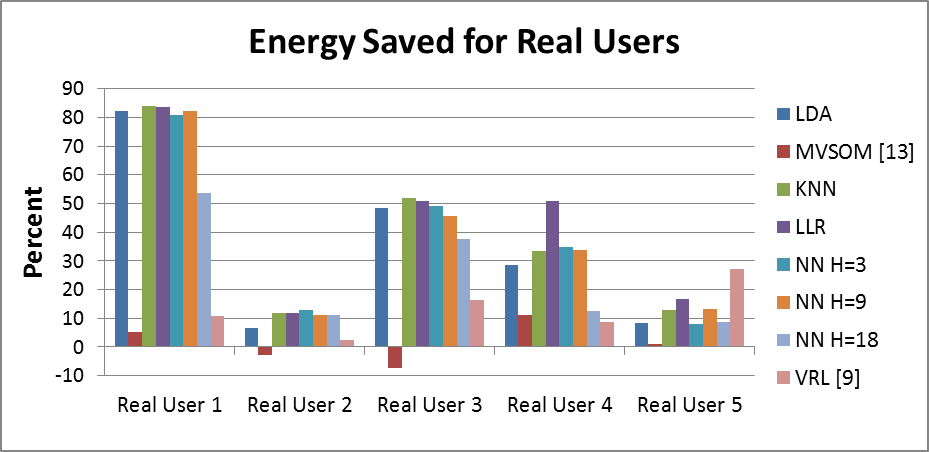 Energy Saved for Real Users
Percent
90
80
70
60
50
40
30
20
10
0
-10
Real User 1
Real User 2
Real User 3
Real User 4
Real User 5
LDA
MVSOM [13]
KNN
LLR
NN H=3
NN H=9
NN H=18
VRL [9]